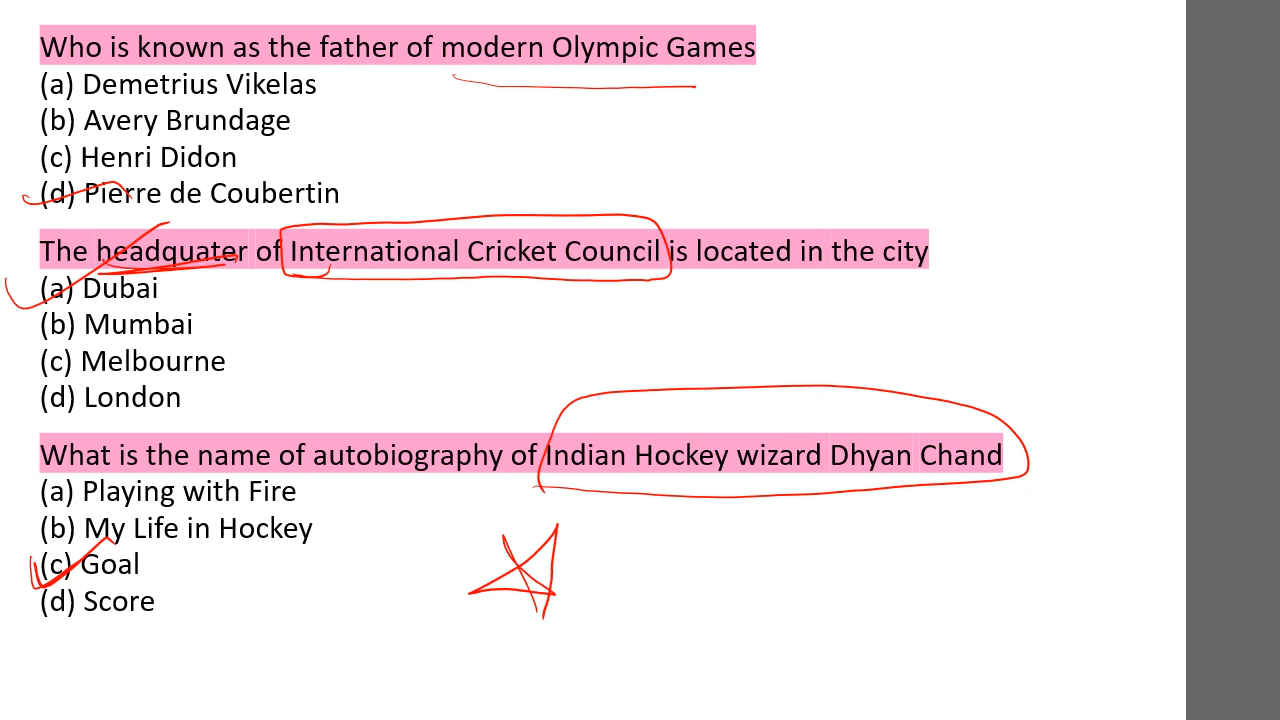 Who is known as the father of modern Olympic Games
(a) Demetrius Vikelas
(b) Avery Brundage
(c) Henri Didon
(d) Pierre de Coubertin
The headquater of International Cricket Council is located in the city
(a) Dubai
(b) Mumbai
(c) Melbourne
(d) London
What is the name of autobiography of Indian Hockey wizard Dhyan Chand
(a) Playing with Fire
(b) My Life in Hockey
(c) Goal
(d) Score